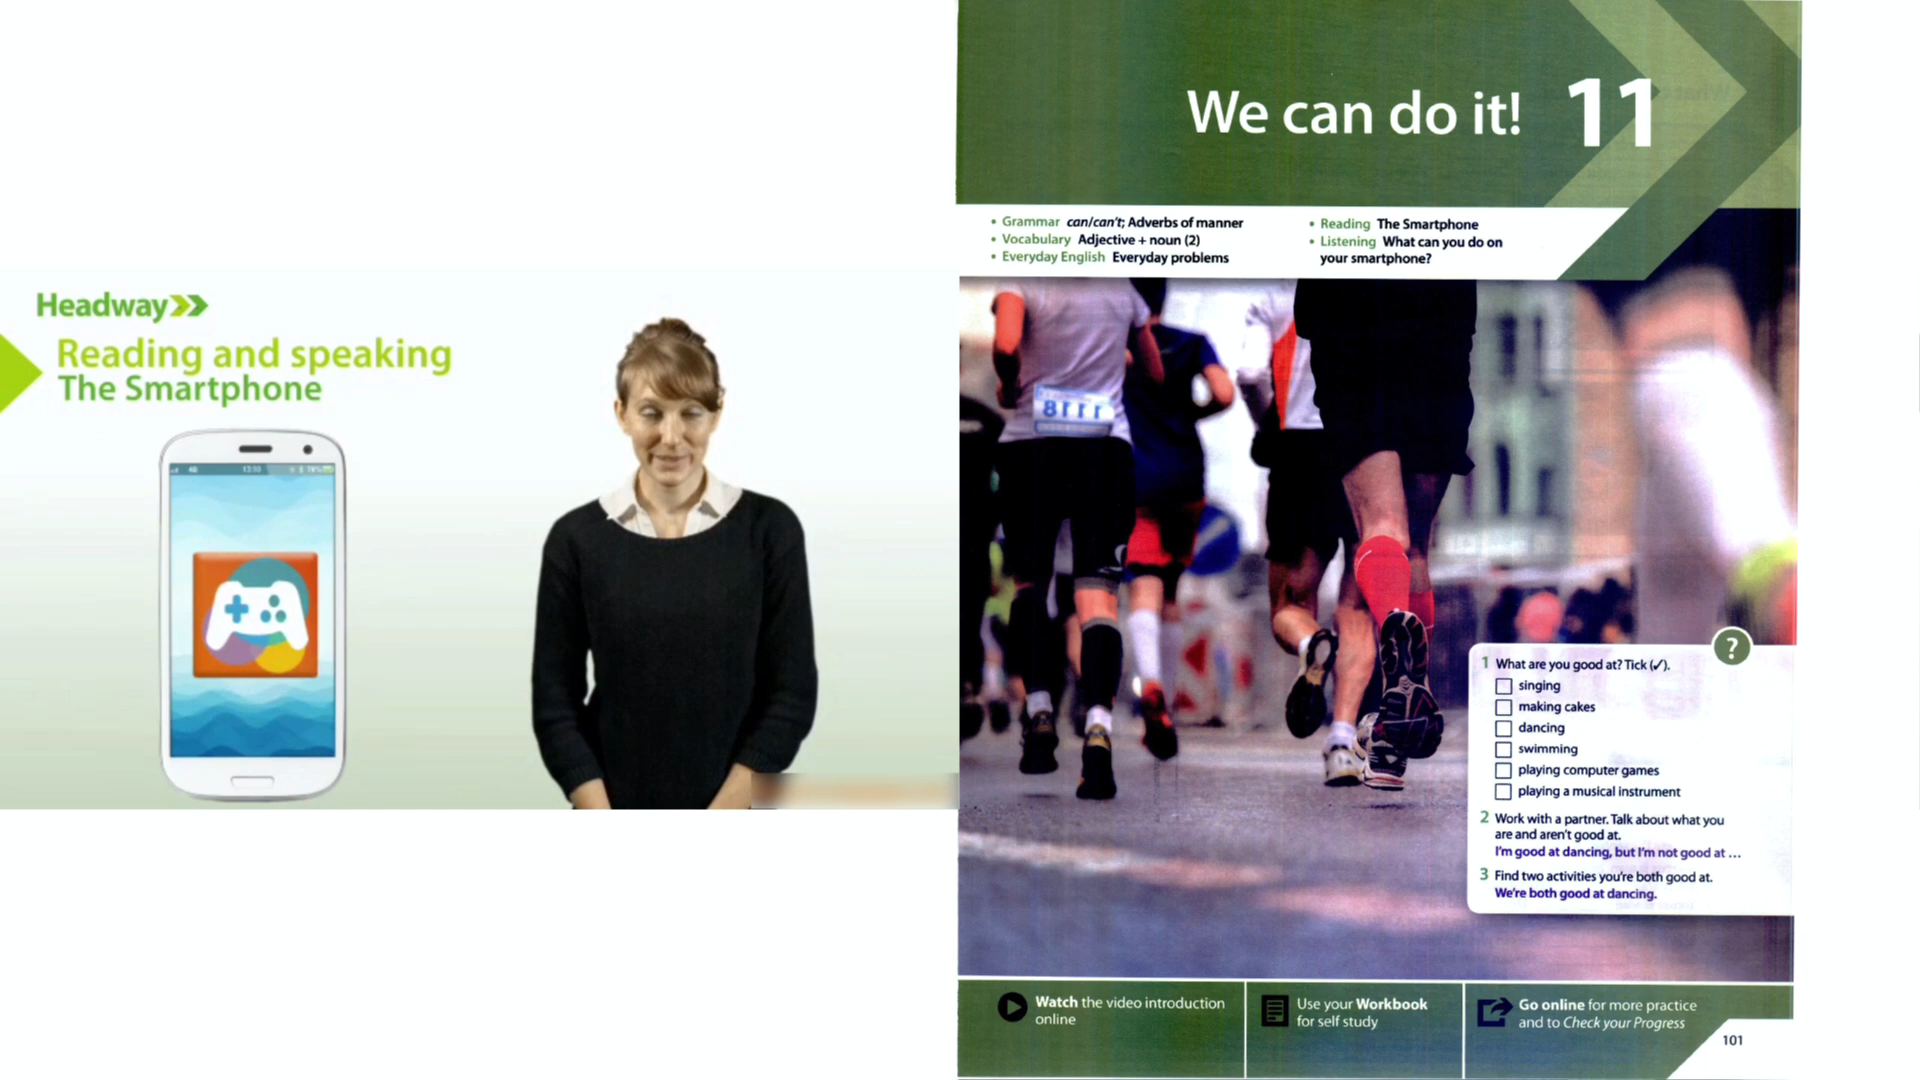 Headway
Reading and speaking
The Smartphone
4G 13:10
We can do it! 11
• Grammar can/can't; Adverbs of manner
• Vocabulary Adjective + noun (2)
• Everyday English Everyday problems
• Reading The Smartphone
• Listening What can you do on
your smartphone?
8111
?
1 What are you good at? Tick (✓).
singing
making cakes
dancing
swimming
playing computer games
playing a musical instrument
2 Work with a partner. Talk about what you
are and aren't good at.
I'm good at dancing, but I'm not good at ...
3 Find two activities you're both good at.
We're both good at dancing.
Watch the video introduction
online
Use your Workbook
for self study
Go online for more practice
and to Check your Progress
101